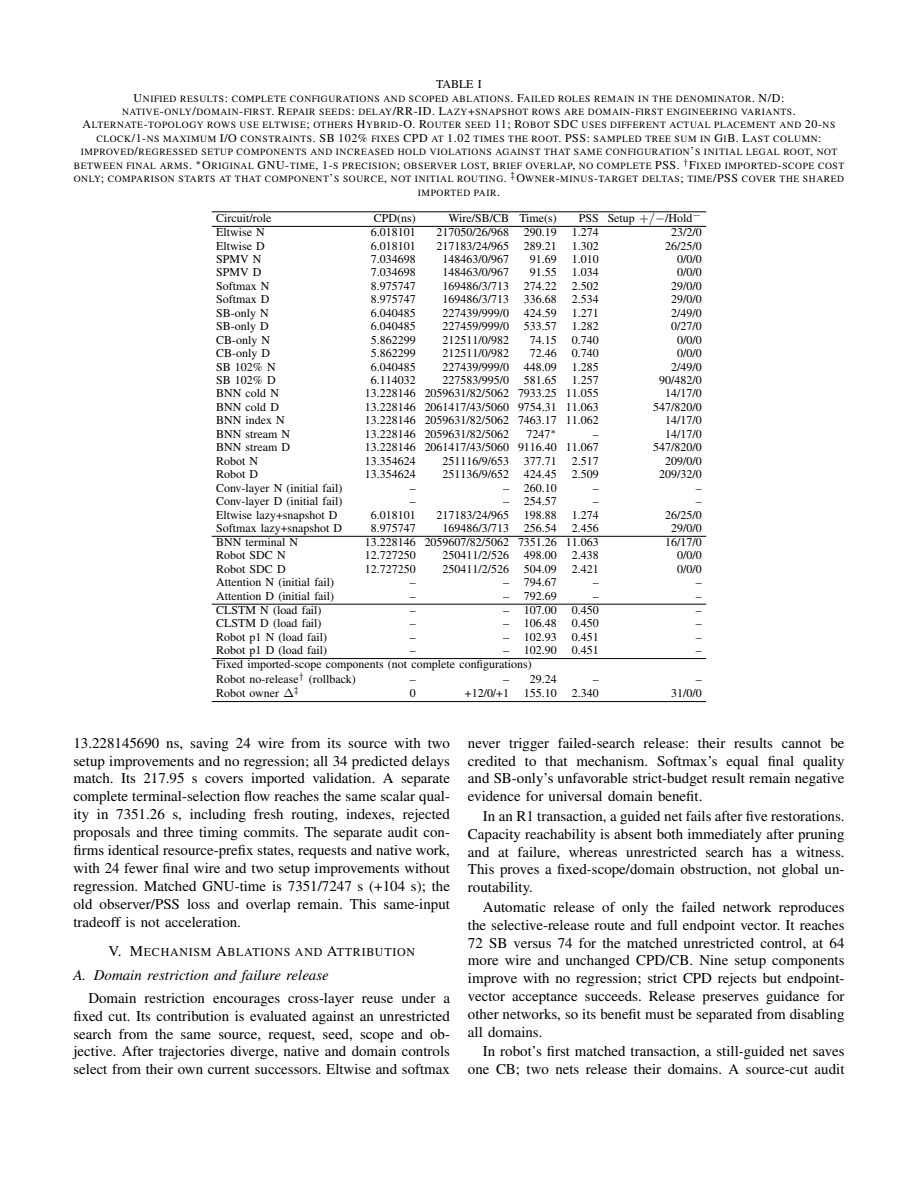 TABLE I
UNIFIED RESULTS: COMPLETE CONFIGURATIONS AND SCOPED ABLATIONS. FAILED ROLES REMAIN IN THE DENOMINATOR. N/D:
NATIVE-ONLY/DOMAIN-FIRST. REPAIR SEEDS: DELAY/RR-ID. LAZY+SNAPSHOT ROWS ARE DOMAIN-FIRST ENGINEERING VARIANTS.
ALTERNATE-TOPOLOGY ROWS USE ELTWISE; OTHERS HYBRID-O. ROUTER SEED 11; ROBOT SDC USES DIFFERENT ACTUAL PLACEMENT AND 20-NS
CLOCK/1-NS MAXIMUM I/O CONSTRAINTS. SB 102% FIXES CPD AT 1.02 TIMES THE ROOT. PSS: SAMPLED TREE SUM IN GIB. LAST COLUMN:
IMPROVED/REGRESSED SETUP COMPONENTS AND INCREASED HOLD VIOLATIONS AGAINST THAT SAME CONFIGURATION'S INITIAL LEGAL ROOT, NOT
BETWEEN FINAL ARMS. *ORIGINAL GNU-TIME, 1-S PRECISION; OBSERVER LOST, BRIEF OVERLAP, NO COMPLETE PSS. †FIXED IMPORTED-SCOPE COST
ONLY; COMPARISON STARTS AT THAT COMPONENT'S SOURCE, NOT INITIAL ROUTING. ‡OWNER-MINUS-TARGET DELTAS; TIME/PSS COVER THE SHARED
IMPORTED PAIR.
Circuit/role CPD(ns) Wire/SB/CB Time(s) PSS Setup +/−/Hold⁻
Eltwise N 6.018101 217050/26/968 290.19 1.274 23/2/0
Eltwise D 6.018101 217183/24/965 289.21 1.302 26/25/0
SPMV N 7.034698 148463/0/967 91.69 1.010 0/0/0
SPMV D 7.034698 148463/0/967 91.55 1.034 0/0/0
Softmax N 8.975747 169486/3/713 274.22 2.502 29/0/0
Softmax D 8.975747 169486/3/713 336.68 2.534 29/0/0
SB-only N 6.040485 227439/999/0 424.59 1.271 2/49/0
SB-only D 6.040485 227459/999/0 533.57 1.282 0/27/0
CB-only N 5.862299 212511/0/982 74.15 0.740 0/0/0
CB-only D 5.862299 212511/0/982 72.46 0.740 0/0/0
SB 102% N 6.040485 227439/999/0 448.09 1.285 2/49/0
SB 102% D 6.114032 227583/995/0 581.65 1.257 90/482/0
BNN cold N 13.228146 2059631/82/5062 7933.25 11.055 14/17/0
BNN cold D 13.228146 2061417/43/5060 9754.31 11.063 547/820/0
BNN index N 13.228146 2059631/82/5062 7463.17 11.062 14/17/0
BNN stream N 13.228146 2059631/82/5062 7247* – 14/17/0
BNN stream D 13.228146 2061417/43/5060 9116.40 11.067 547/820/0
Robot N 13.354624 251116/9/653 377.71 2.517 209/0/0
Robot D 13.354624 251136/9/652 424.45 2.509 209/32/0
Conv-layer N (initial fail) – – 260.10 – –
Conv-layer D (initial fail) – – 254.57 – –
Eltwise lazy+snapshot D 6.018101 217183/24/965 198.88 1.274 26/25/0
Softmax lazy+snapshot D 8.975747 169486/3/713 256.54 2.456 29/0/0
BNN terminal N 13.228146 2059607/82/5062 7351.26 11.063 16/17/0
Robot SDC N 12.727250 250411/2/526 498.00 2.438 0/0/0
Robot SDC D 12.727250 250411/2/526 504.09 2.421 0/0/0
Attention N (initial fail) – – 794.67 – –
Attention D (initial fail) – – 792.69 – –
CLSTM N (load fail) – – 107.00 0.450 –
CLSTM D (load fail) – – 106.48 0.450 –
Robot p1 N (load fail) – – 102.93 0.451 –
Robot p1 D (load fail) – – 102.90 0.451 –
Fixed imported-scope components (not complete configurations)
Robot no-release† (rollback) – – 29.24 – –
Robot owner Δ‡ 0 +12/0/+1 155.10 2.340 31/0/0
13.228145690 ns, saving 24 wire from its source with two
setup improvements and no regression; all 34 predicted delays
match. Its 217.95 s covers imported validation. A separate
complete terminal-selection flow reaches the same scalar qual-
ity in 7351.26 s, including fresh routing, indexes, rejected
proposals and three timing commits. The separate audit con-
firms identical resource-prefix states, requests and native work,
with 24 fewer final wire and two setup improvements without
regression. Matched GNU-time is 7351/7247 s (+104 s); the
old observer/PSS loss and overlap remain. This same-input
tradeoff is not acceleration.
V. MECHANISM ABLATIONS AND ATTRIBUTION
A. Domain restriction and failure release
Domain restriction encourages cross-layer reuse under a
fixed cut. Its contribution is evaluated against an unrestricted
search from the same source, request, seed, scope and ob-
jective. After trajectories diverge, native and domain controls
select from their own current successors. Eltwise and softmax
never trigger failed-search release: their results cannot be
credited to that mechanism. Softmax's equal final quality
and SB-only's unfavorable strict-budget result remain negative
evidence for universal domain benefit.
In an R1 transaction, a guided net fails after five restorations.
Capacity reachability is absent both immediately after pruning
and at failure, whereas unrestricted search has a witness.
This proves a fixed-scope/domain obstruction, not global un-
routability.
Automatic release of only the failed network reproduces
the selective-release route and full endpoint vector. It reaches
72 SB versus 74 for the matched unrestricted control, at 64
more wire and unchanged CPD/CB. Nine setup components
improve with no regression; strict CPD rejects but endpoint-
vector acceptance succeeds. Release preserves guidance for
other networks, so its benefit must be separated from disabling
all domains.
In robot's first matched transaction, a still-guided net saves
one CB; two nets release their domains. A source-cut audit